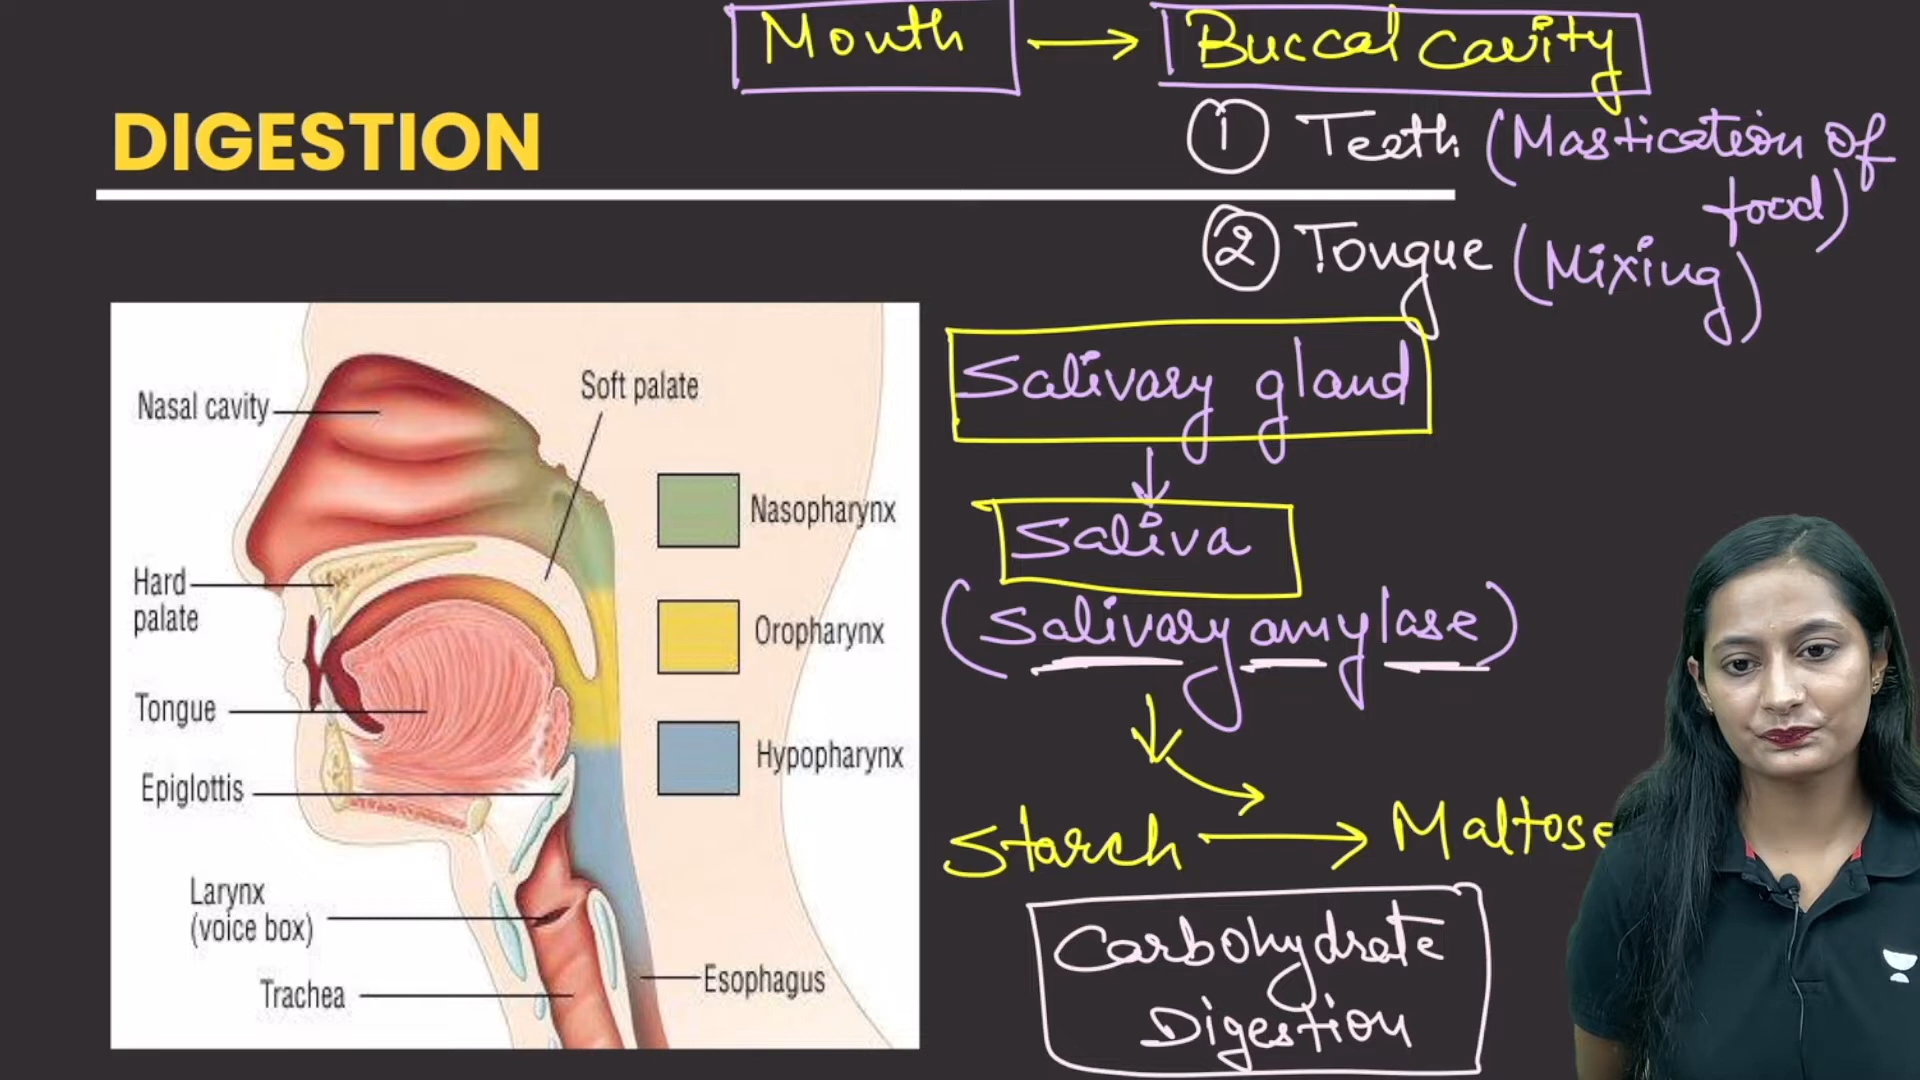 Mouth → Buccal cavity
DIGESTION
① Teeth (Mastication of
food)
② Tongue (Mixing)
Salivary gland
↓
Saliva
(Salivary amylase)
Starch → Maltose
Carbohydrate
Digestion
Nasal cavity
Soft palate
Nasopharynx
Hard
palate
Oropharynx
Tongue
Hypopharynx
Epiglottis
Larynx
(voice box)
Esophagus
Trachea